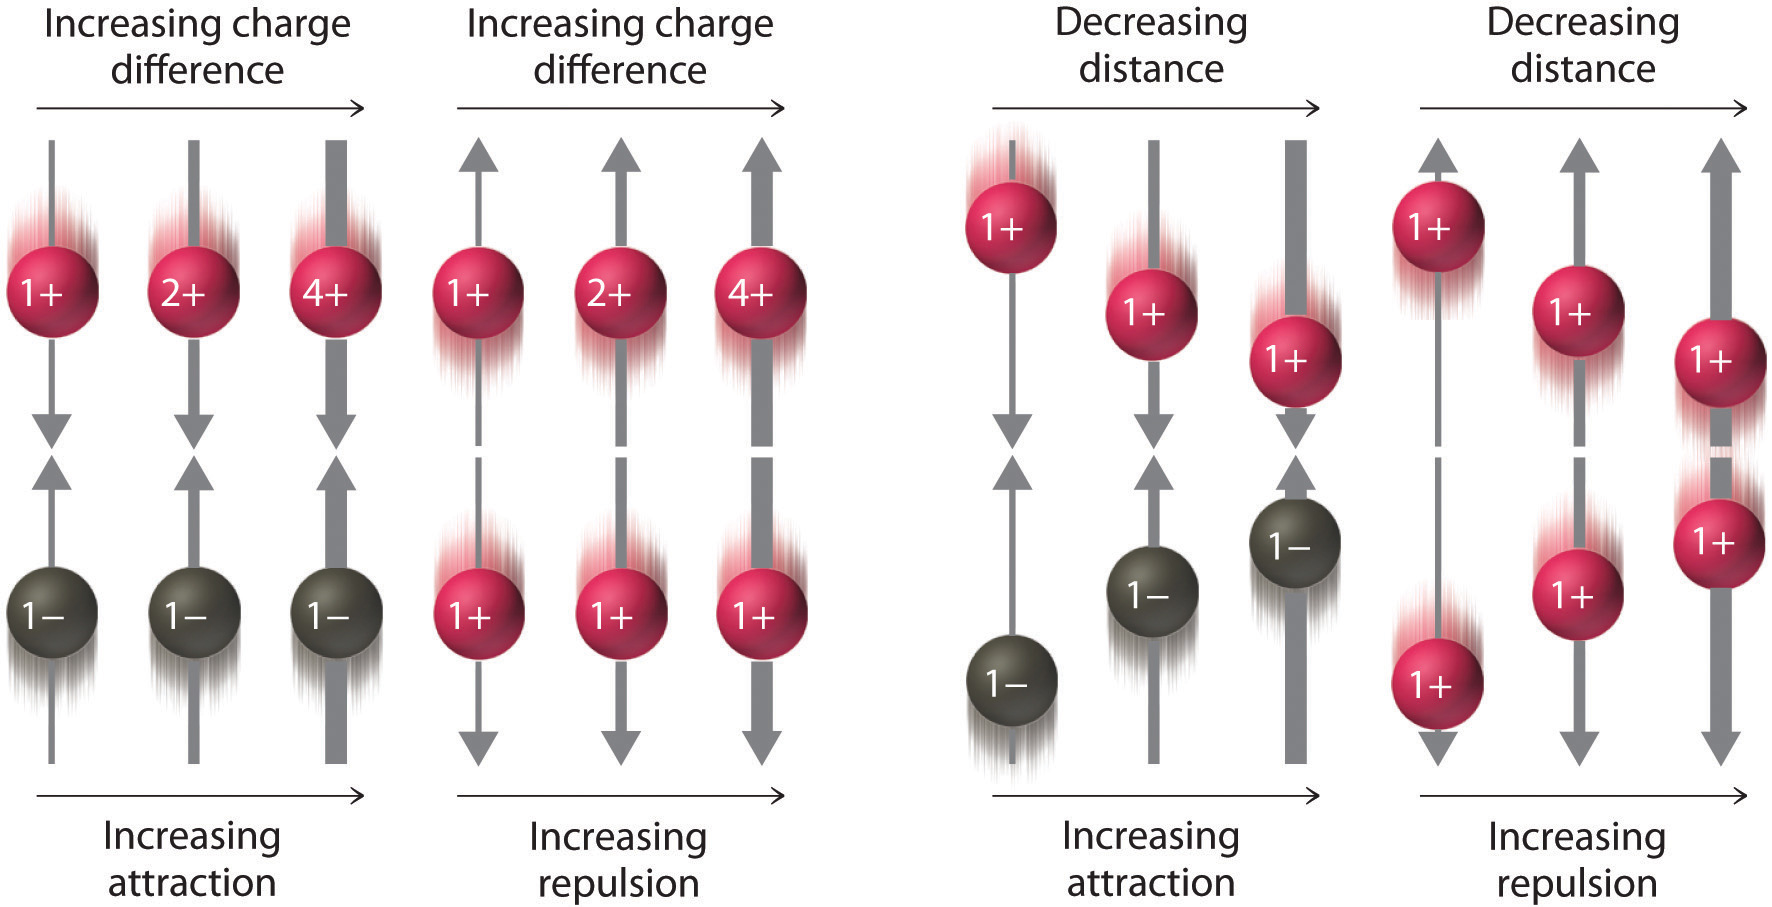 Increasing charge
difference
Increasing charge
difference
Decreasing
distance
Decreasing
distance
1+ 2+ 4+
1− 1− 1−
1+ 2+ 4+
1+ 1+ 1+
1+ 1+ 1+
1− 1− 1−
1+ 1+ 1+
1+ 1+ 1+
Increasing
attraction
Increasing
repulsion
Increasing
attraction
Increasing
repulsion